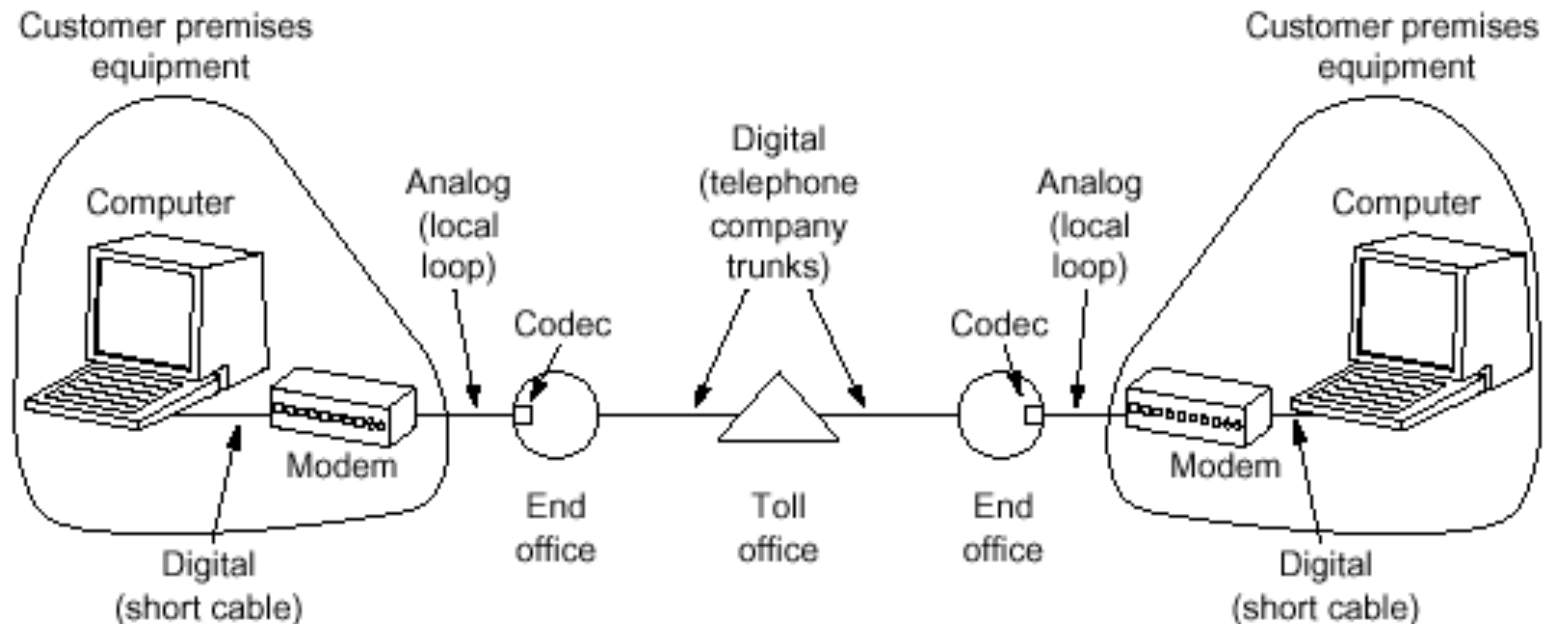 Customer premises
equipment
Customer premises
equipment
Digital
(telephone
company
trunks)
Analog
(local
loop)
Analog
(local
loop)
Computer
Computer
Codec
Codec
Modem
Modem
End
office
Toll
office
End
office
Digital
(short cable)
Digital
(short cable)